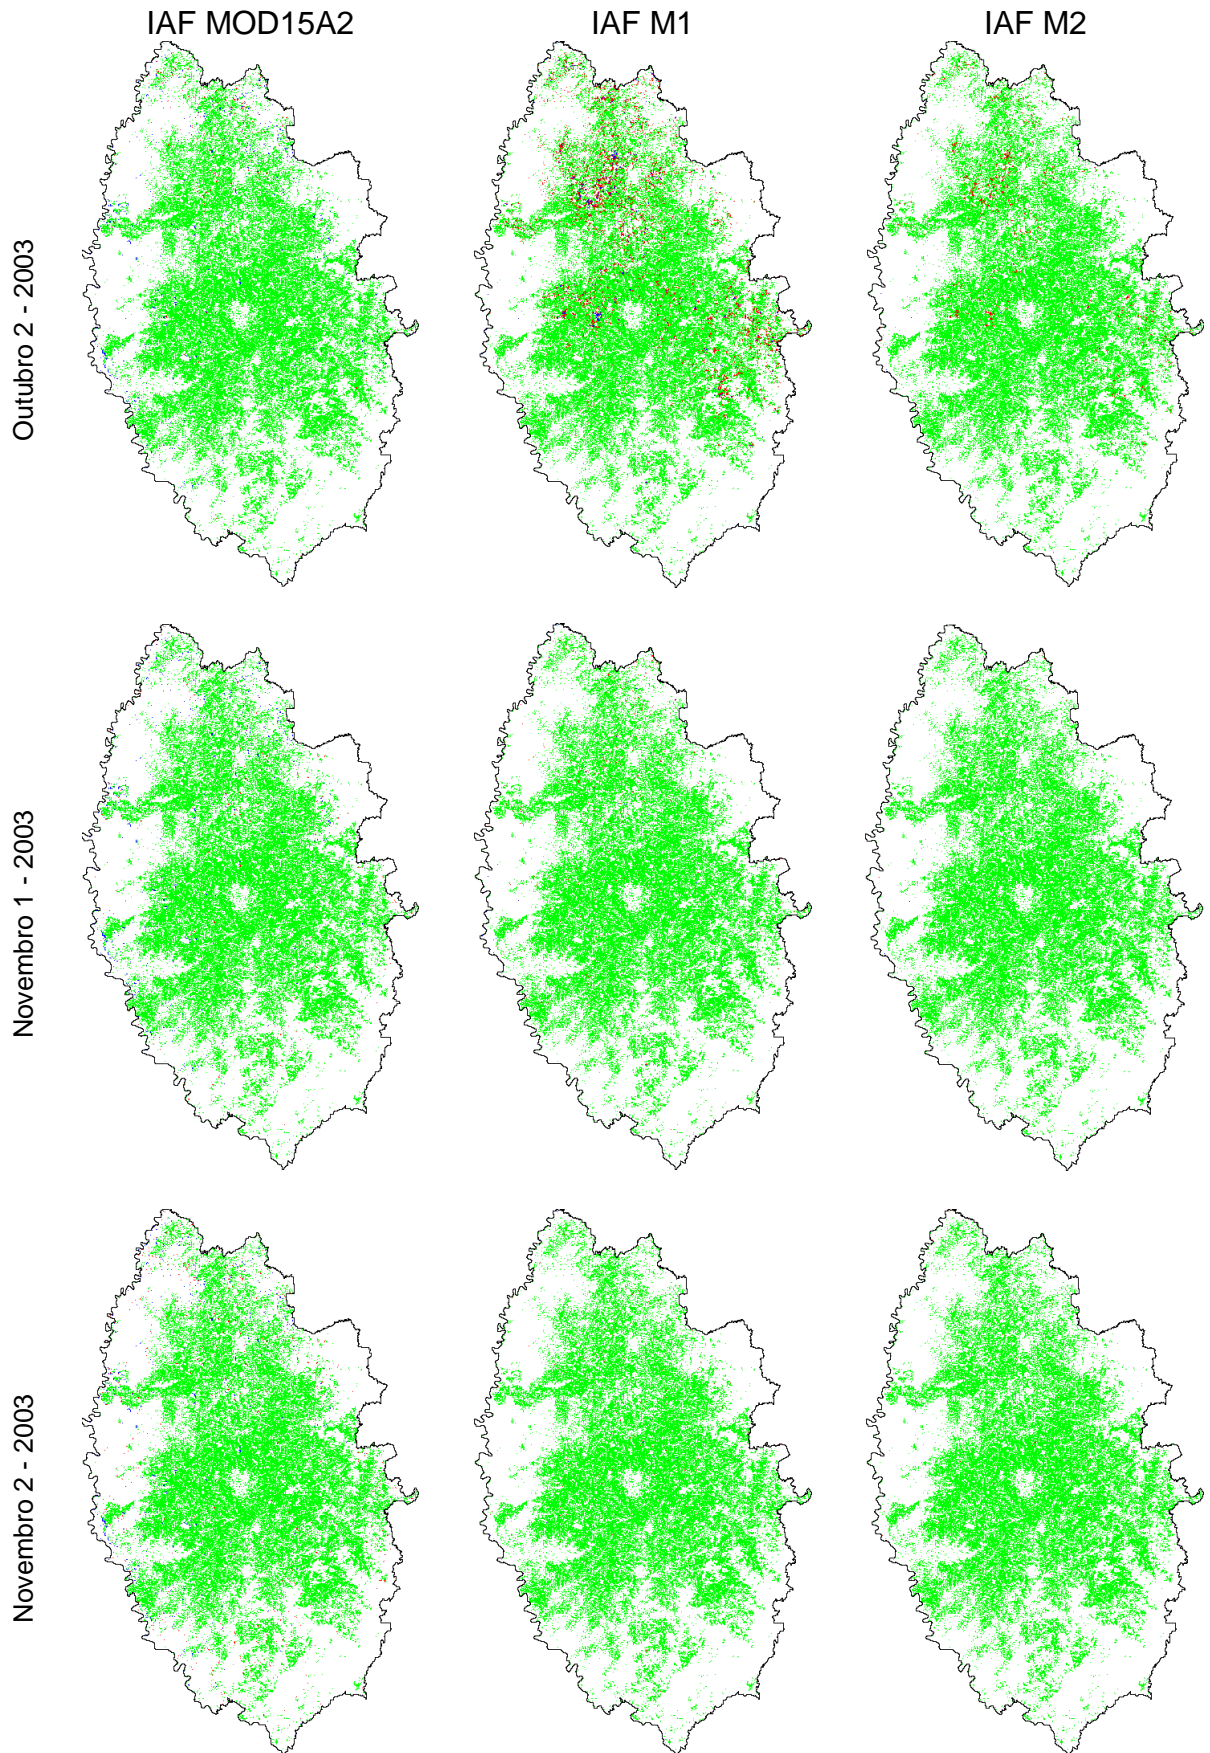 IAF MOD15A2
IAF M1
IAF M2
Outubro 2 - 2003
Novembro 1 - 2003
Novembro 2 - 2003